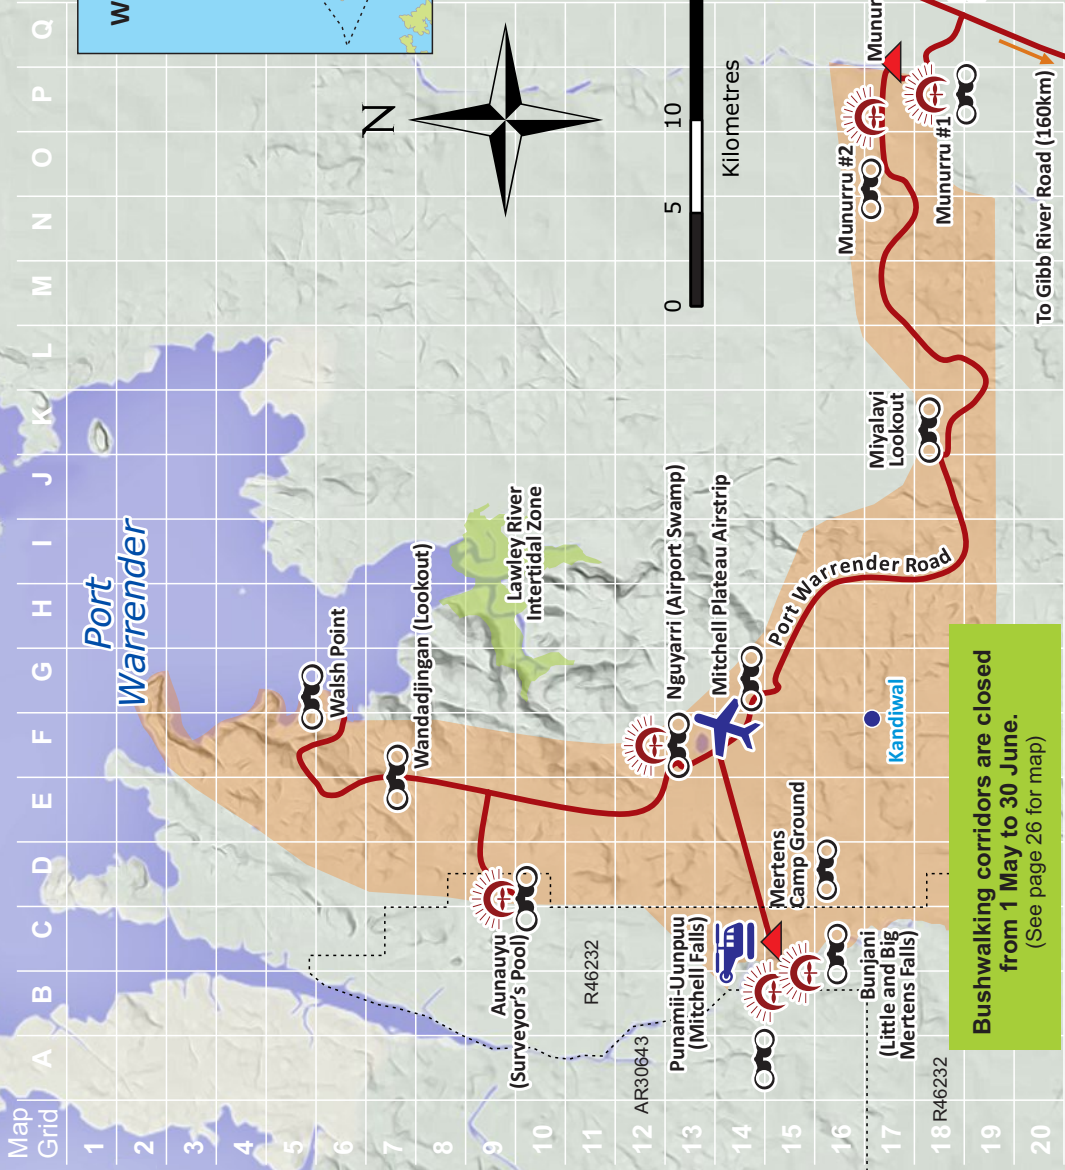 Map
Grid
A
B
C
D
E
F
G
H
I
J
K
L
M
N
O
P
Q
1
2
3
4
5
6
7
8
9
10
11
12
13
14
15
16
17
18
19
20
W
N
Port
Warrender
Walsh Point
Wandadjingan (Lookout)
Lawley River
Intertidal Zone
Aunauyu
(Surveyor's Pool)
R46232
AR30643
Nguyarri (Airport Swamp)
Mitchell Plateau Airstrip
Punamii-Uunpuu
(Mitchell Falls)
Mertens
Camp Ground
Bunjani
(Little and Big
Mertens Falls)
R46232
Kandiwal
Port Warrender Road
Miyalayi
Lookout
Munurru #2
Munurru #1
Munur
To Gibb River Road (160km)
0
5
10
Kilometres
Bushwalking corridors are closed
from 1 May to 30 June.
(See page 26 for map)